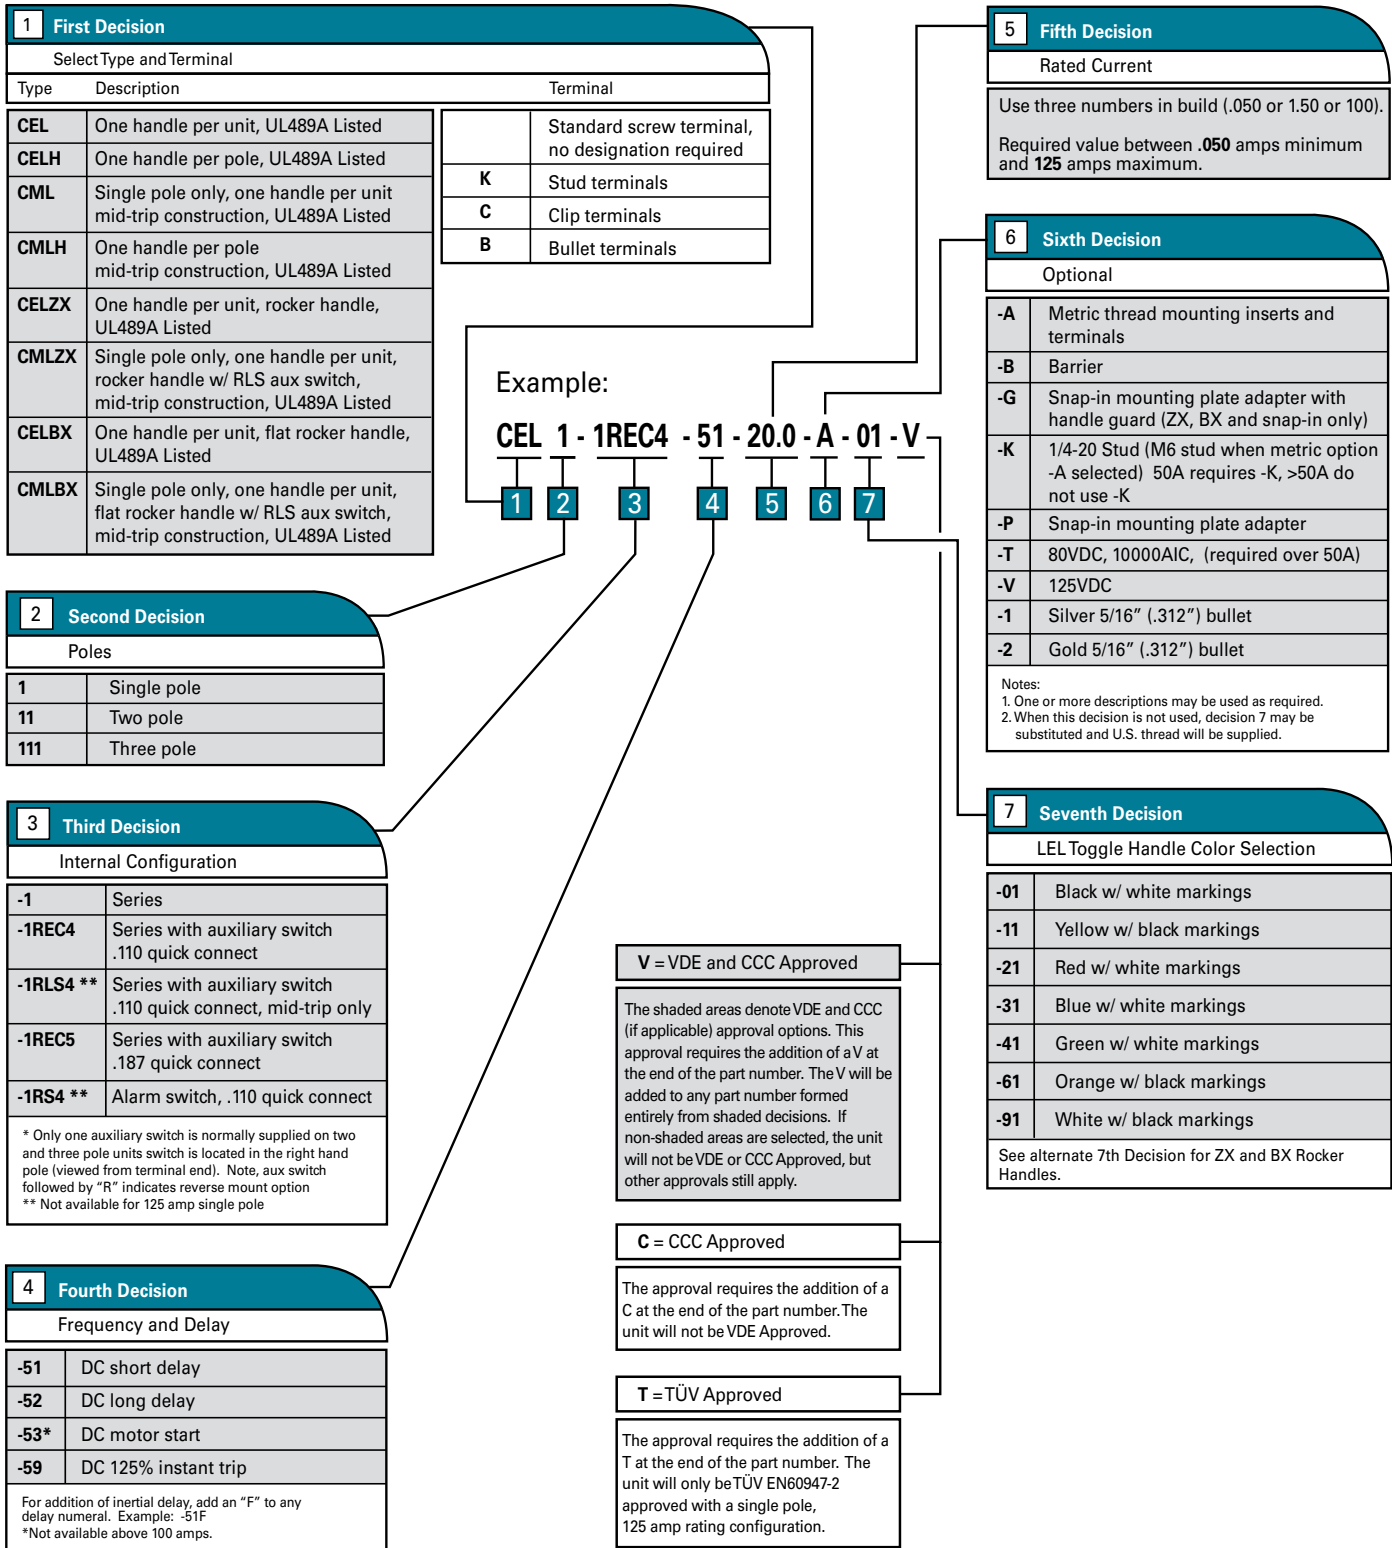 1 First Decision
Select Type and Terminal
Type Description Terminal
CEL One handle per unit, UL489A Listed
CELH One handle per pole, UL489A Listed
CML Single pole only, one handle per unit
mid-trip construction, UL489A Listed
CMLH One handle per pole
mid-trip construction, UL489A Listed
CELZX One handle per unit, rocker handle,
UL489A Listed
CMLZX Single pole only, one handle per unit,
rocker handle w/ RLS aux switch,
mid-trip construction, UL489A Listed
CELBX One handle per unit, flat rocker handle,
UL489A Listed
CMLBX Single pole only, one handle per unit,
flat rocker handle w/ RLS aux switch,
mid-trip construction, UL489A Listed
Standard screw terminal,
no designation required
K Stud terminals
C Clip terminals
B Bullet terminals
Example:
CEL 1 - 1REC4 - 51 - 20.0 - A - 01 - V
1 2 3 4 5 6 7
2 Second Decision
Poles
1 Single pole
11 Two pole
111 Three pole
3 Third Decision
Internal Configuration
-1 Series
-1REC4 Series with auxiliary switch
.110 quick connect
-1RLS4 ** Series with auxiliary switch
.110 quick connect, mid-trip only
-1REC5 Series with auxiliary switch
.187 quick connect
-1RS4 ** Alarm switch, .110 quick connect
* Only one auxiliary switch is normally supplied on two
and three pole units switch is located in the right hand
pole (viewed from terminal end). Note, aux switch
followed by "R" indicates reverse mount option
** Not available for 125 amp single pole
4 Fourth Decision
Frequency and Delay
-51 DC short delay
-52 DC long delay
-53* DC motor start
-59 DC 125% instant trip
For addition of inertial delay, add an "F" to any
delay numeral. Example: -51F
*Not available above 100 amps.
5 Fifth Decision
Rated Current
Use three numbers in build (.050 or 1.50 or 100).
Required value between .050 amps minimum
and 125 amps maximum.
6 Sixth Decision
Optional
-A Metric thread mounting inserts and
terminals
-B Barrier
-G Snap-in mounting plate adapter with
handle guard (ZX, BX and snap-in only)
-K 1/4-20 Stud (M6 stud when metric option
-A selected) 50A requires -K, >50A do
not use -K
-P Snap-in mounting plate adapter
-T 80VDC, 10000AIC, (required over 50A)
-V 125VDC
-1 Silver 5/16" (.312") bullet
-2 Gold 5/16" (.312") bullet
Notes:
1. One or more descriptions may be used as required.
2. When this decision is not used, decision 7 may be
substituted and U.S. thread will be supplied.
7 Seventh Decision
LEL Toggle Handle Color Selection
-01 Black w/ white markings
-11 Yellow w/ black markings
-21 Red w/ white markings
-31 Blue w/ white markings
-41 Green w/ white markings
-61 Orange w/ black markings
-91 White w/ black markings
See alternate 7th Decision for ZX and BX Rocker
Handles.
V = VDE and CCC Approved
The shaded areas denote VDE and CCC
(if applicable) approval options. This
approval requires the addition of a V at
the end of the part number. The V will be
added to any part number formed
entirely from shaded decisions. If
non-shaded areas are selected, the unit
will not be VDE or CCC Approved, but
other approvals still apply.
C = CCC Approved
The approval requires the addition of a
C at the end of the part number. The
unit will not be VDE Approved.
T = TÜV Approved
The approval requires the addition of a
T at the end of the part number. The
unit will only be TÜV EN60947-2
approved with a single pole,
125 amp rating configuration.